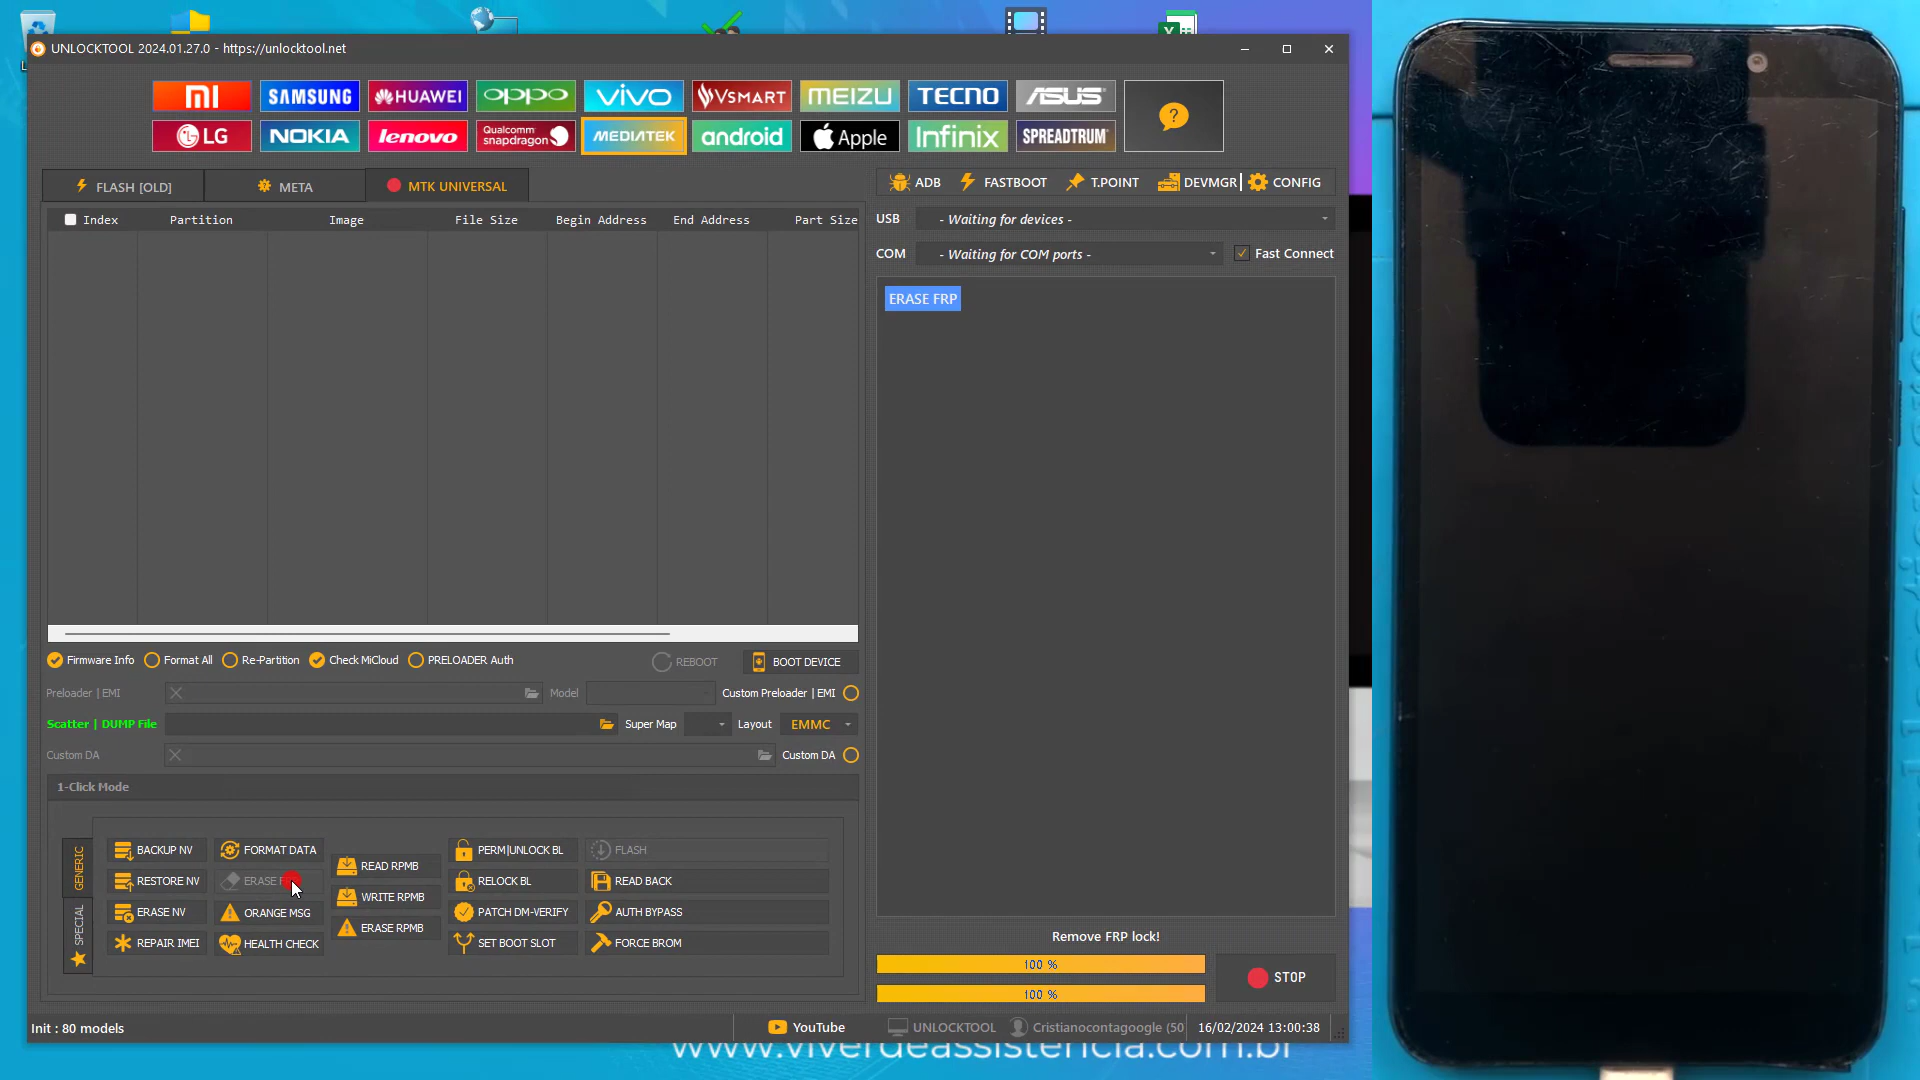 UNLOCKTOOL 2024.01.27.0 - https://unlocktool.net
mi SAMSUNG HUAWEI oppo vivo VSMART MEIZU TECNO ASUS
LG NOKIA lenovo Qualcomm snapdragon MEDIATEK android Apple Infinix SPREADTRUM
FLASH [OLD] META MTK UNIVERSAL
ADB FASTBOOT T.POINT DEVMGR CONFIG
Index Partition Image File Size Begin Address End Address Part Size
USB - Waiting for devices -
COM - Waiting for COM ports - Fast Connect
ERASE FRP
Firmware Info Format All Re-Partition Check MiCloud PRELOADER Auth REBOOT BOOT DEVICE
Preloader | EMI Model Custom Preloader | EMI
Scatter | DUMP File Super Map Layout EMMC
Custom DA Custom DA
1-Click Mode
GENERIC
SPECIAL
BACKUP NV FORMAT DATA READ RPMB PERM|UNLOCK BL FLASH
RESTORE NV ERASE WRITE RPMB RELOCK BL READ BACK
ERASE NV ORANGE MSG ERASE RPMB PATCH DM-VERIFY AUTH BYPASS
REPAIR IMEI HEALTH CHECK SET BOOT SLOT FORCE BROM
Remove FRP lock!
100 %
100 %
STOP
Init : 80 models
YouTube UNLOCKTOOL Cristianocontagoogle (50 16/02/2024 13:00:38
www.viverdeassistencia.com.br